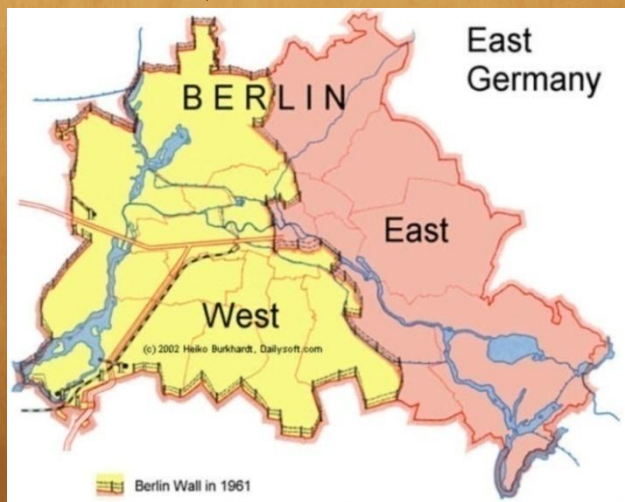 East
Germany
BERLIN
East
West
(c) 2002 Heiko Burkhardt, Dailysoft.com
Berlin Wall in 1961